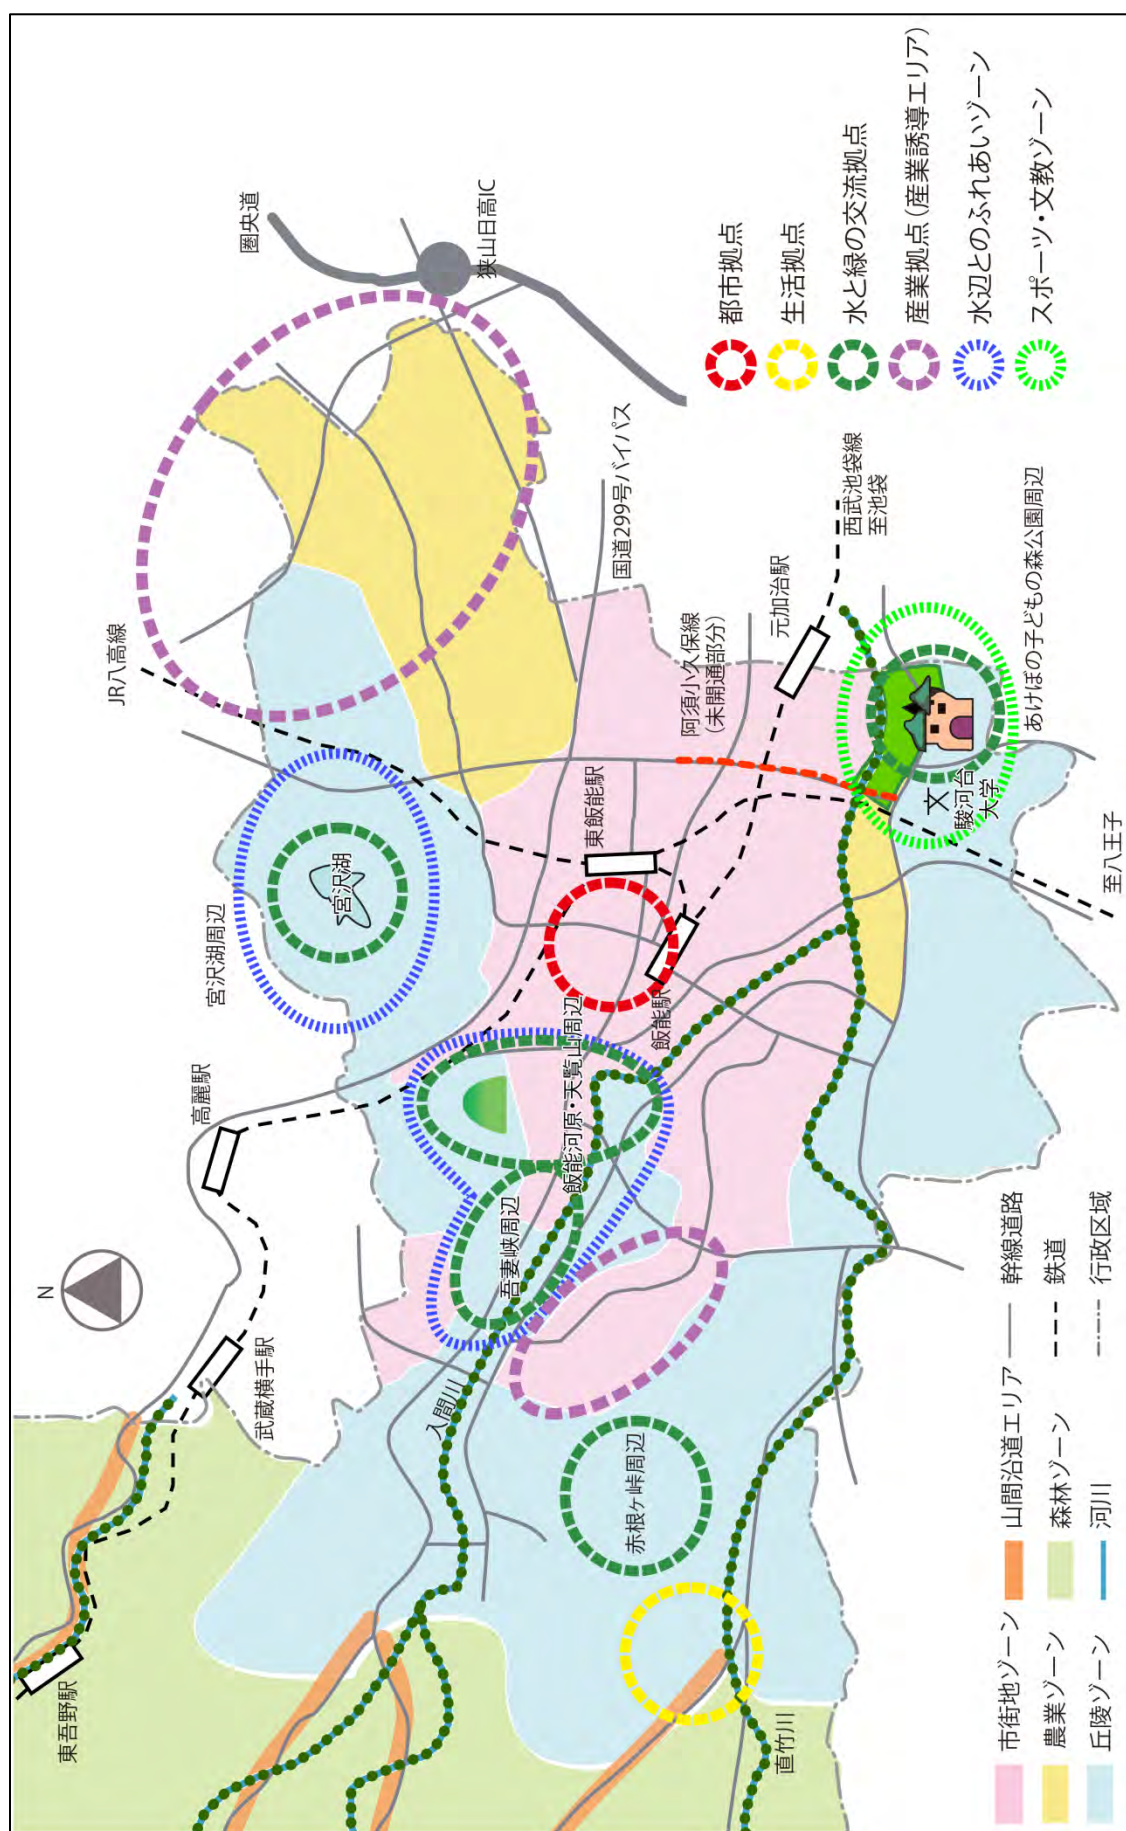 N
圏央道
狭山日高IC
JR八高線
宮沢湖周辺
宮沢湖
高麗駅
武蔵横手駅
東吾野駅
国道299号バイパス
阿須小久保線
（未開通部分）
元加治駅
西武池袋線
至池袋
東飯能駅
飯能駅
飯能河原・天覧山周辺
吾妻峡周辺
入間川
赤根ヶ峠周辺
直竹川
駿河台
大学
あけぼの子どもの森公園周辺
至八王子
都市拠点
生活拠点
水と緑の交流拠点
産業拠点（産業誘導エリア）
水辺とのふれあいゾーン
スポーツ・文教ゾーン
市街地ゾーン
農業ゾーン
丘陵ゾーン
山間沿道エリア
森林ゾーン
河川
幹線道路
鉄道
行政区域